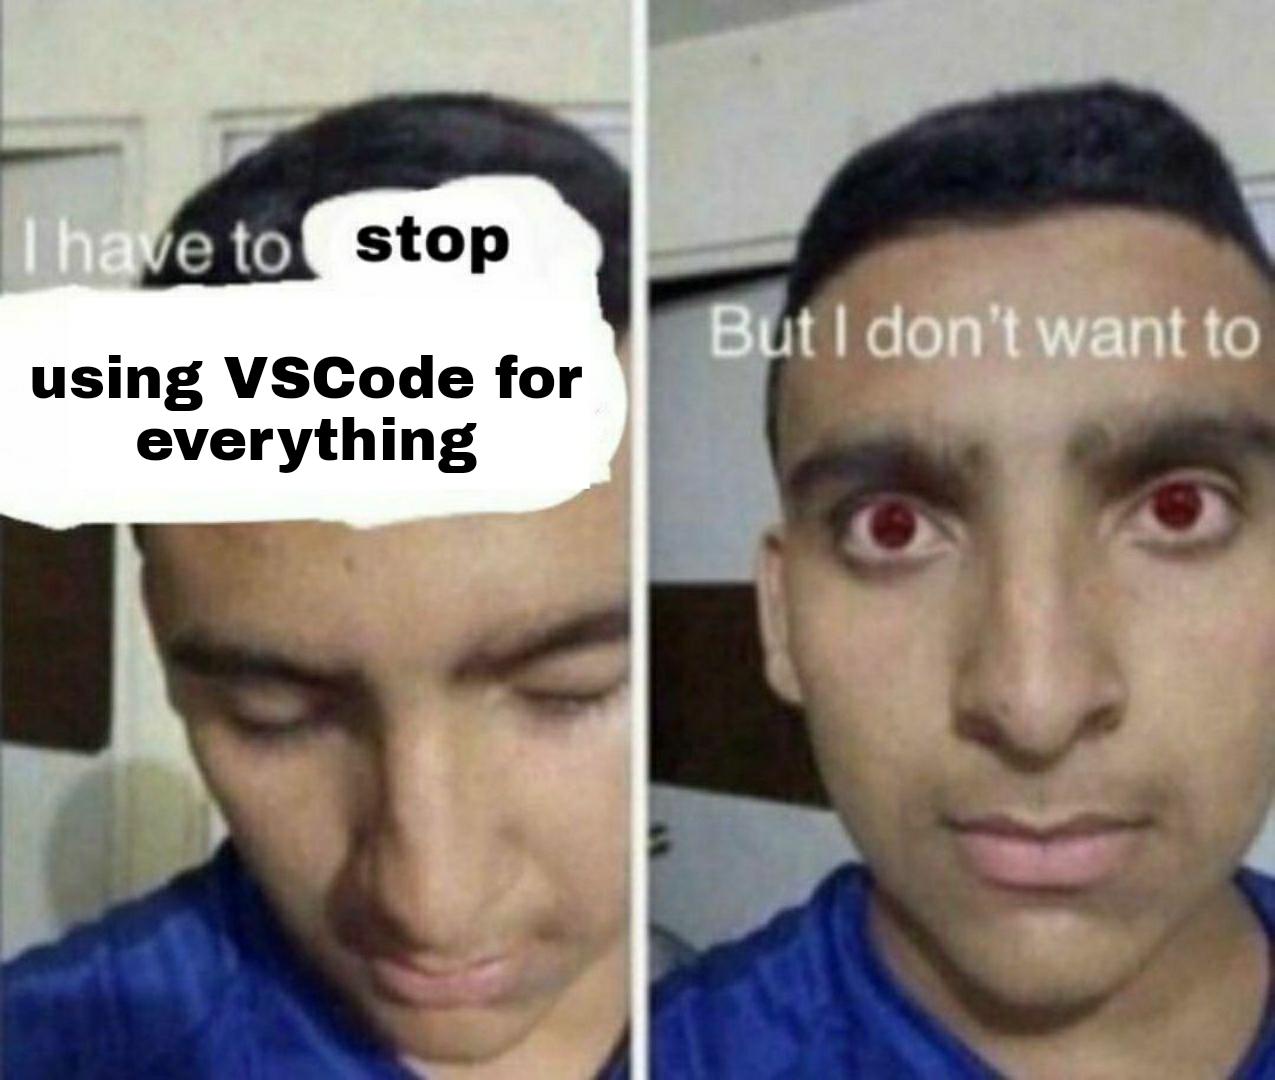 I have to stop
using VSCode for
everything
But I don't want to